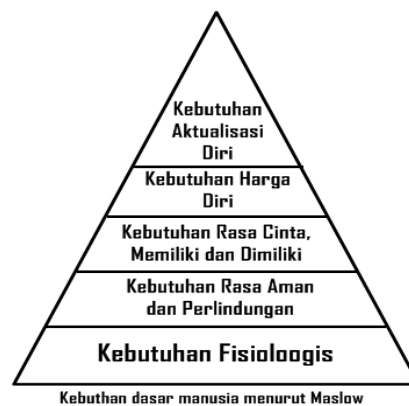 Kebutuhan
Aktualisasi
Diri
Kebutuhan Harga
Diri
Kebutuhan Rasa Cinta,
Memiliki dan Dimiliki
Kebutuhan Rasa Aman
dan Perlindungan
Kebutuhan Fisioloogis
Kebuthan dasar manusia menurut Maslow